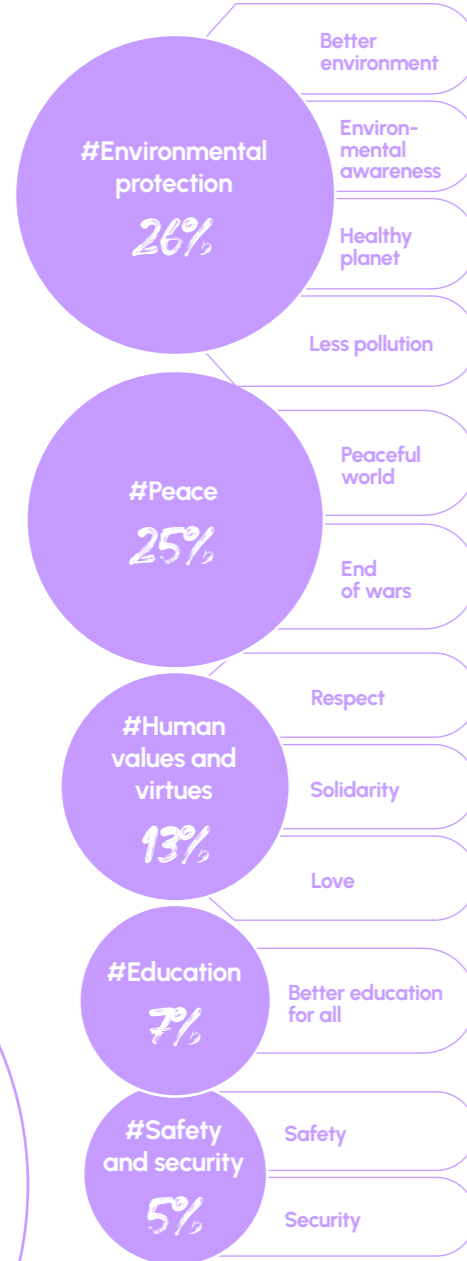 #Environmental
protection
26%
Better
environment
Environ-
mental
awareness
Healthy
planet
Less pollution
#Peace
25%
Peaceful
world
End
of wars
#Human
values and
virtues
13%
Respect
Solidarity
Love
#Education
7%
Better education
for all
#Safety
and security
5%
Safety
Security